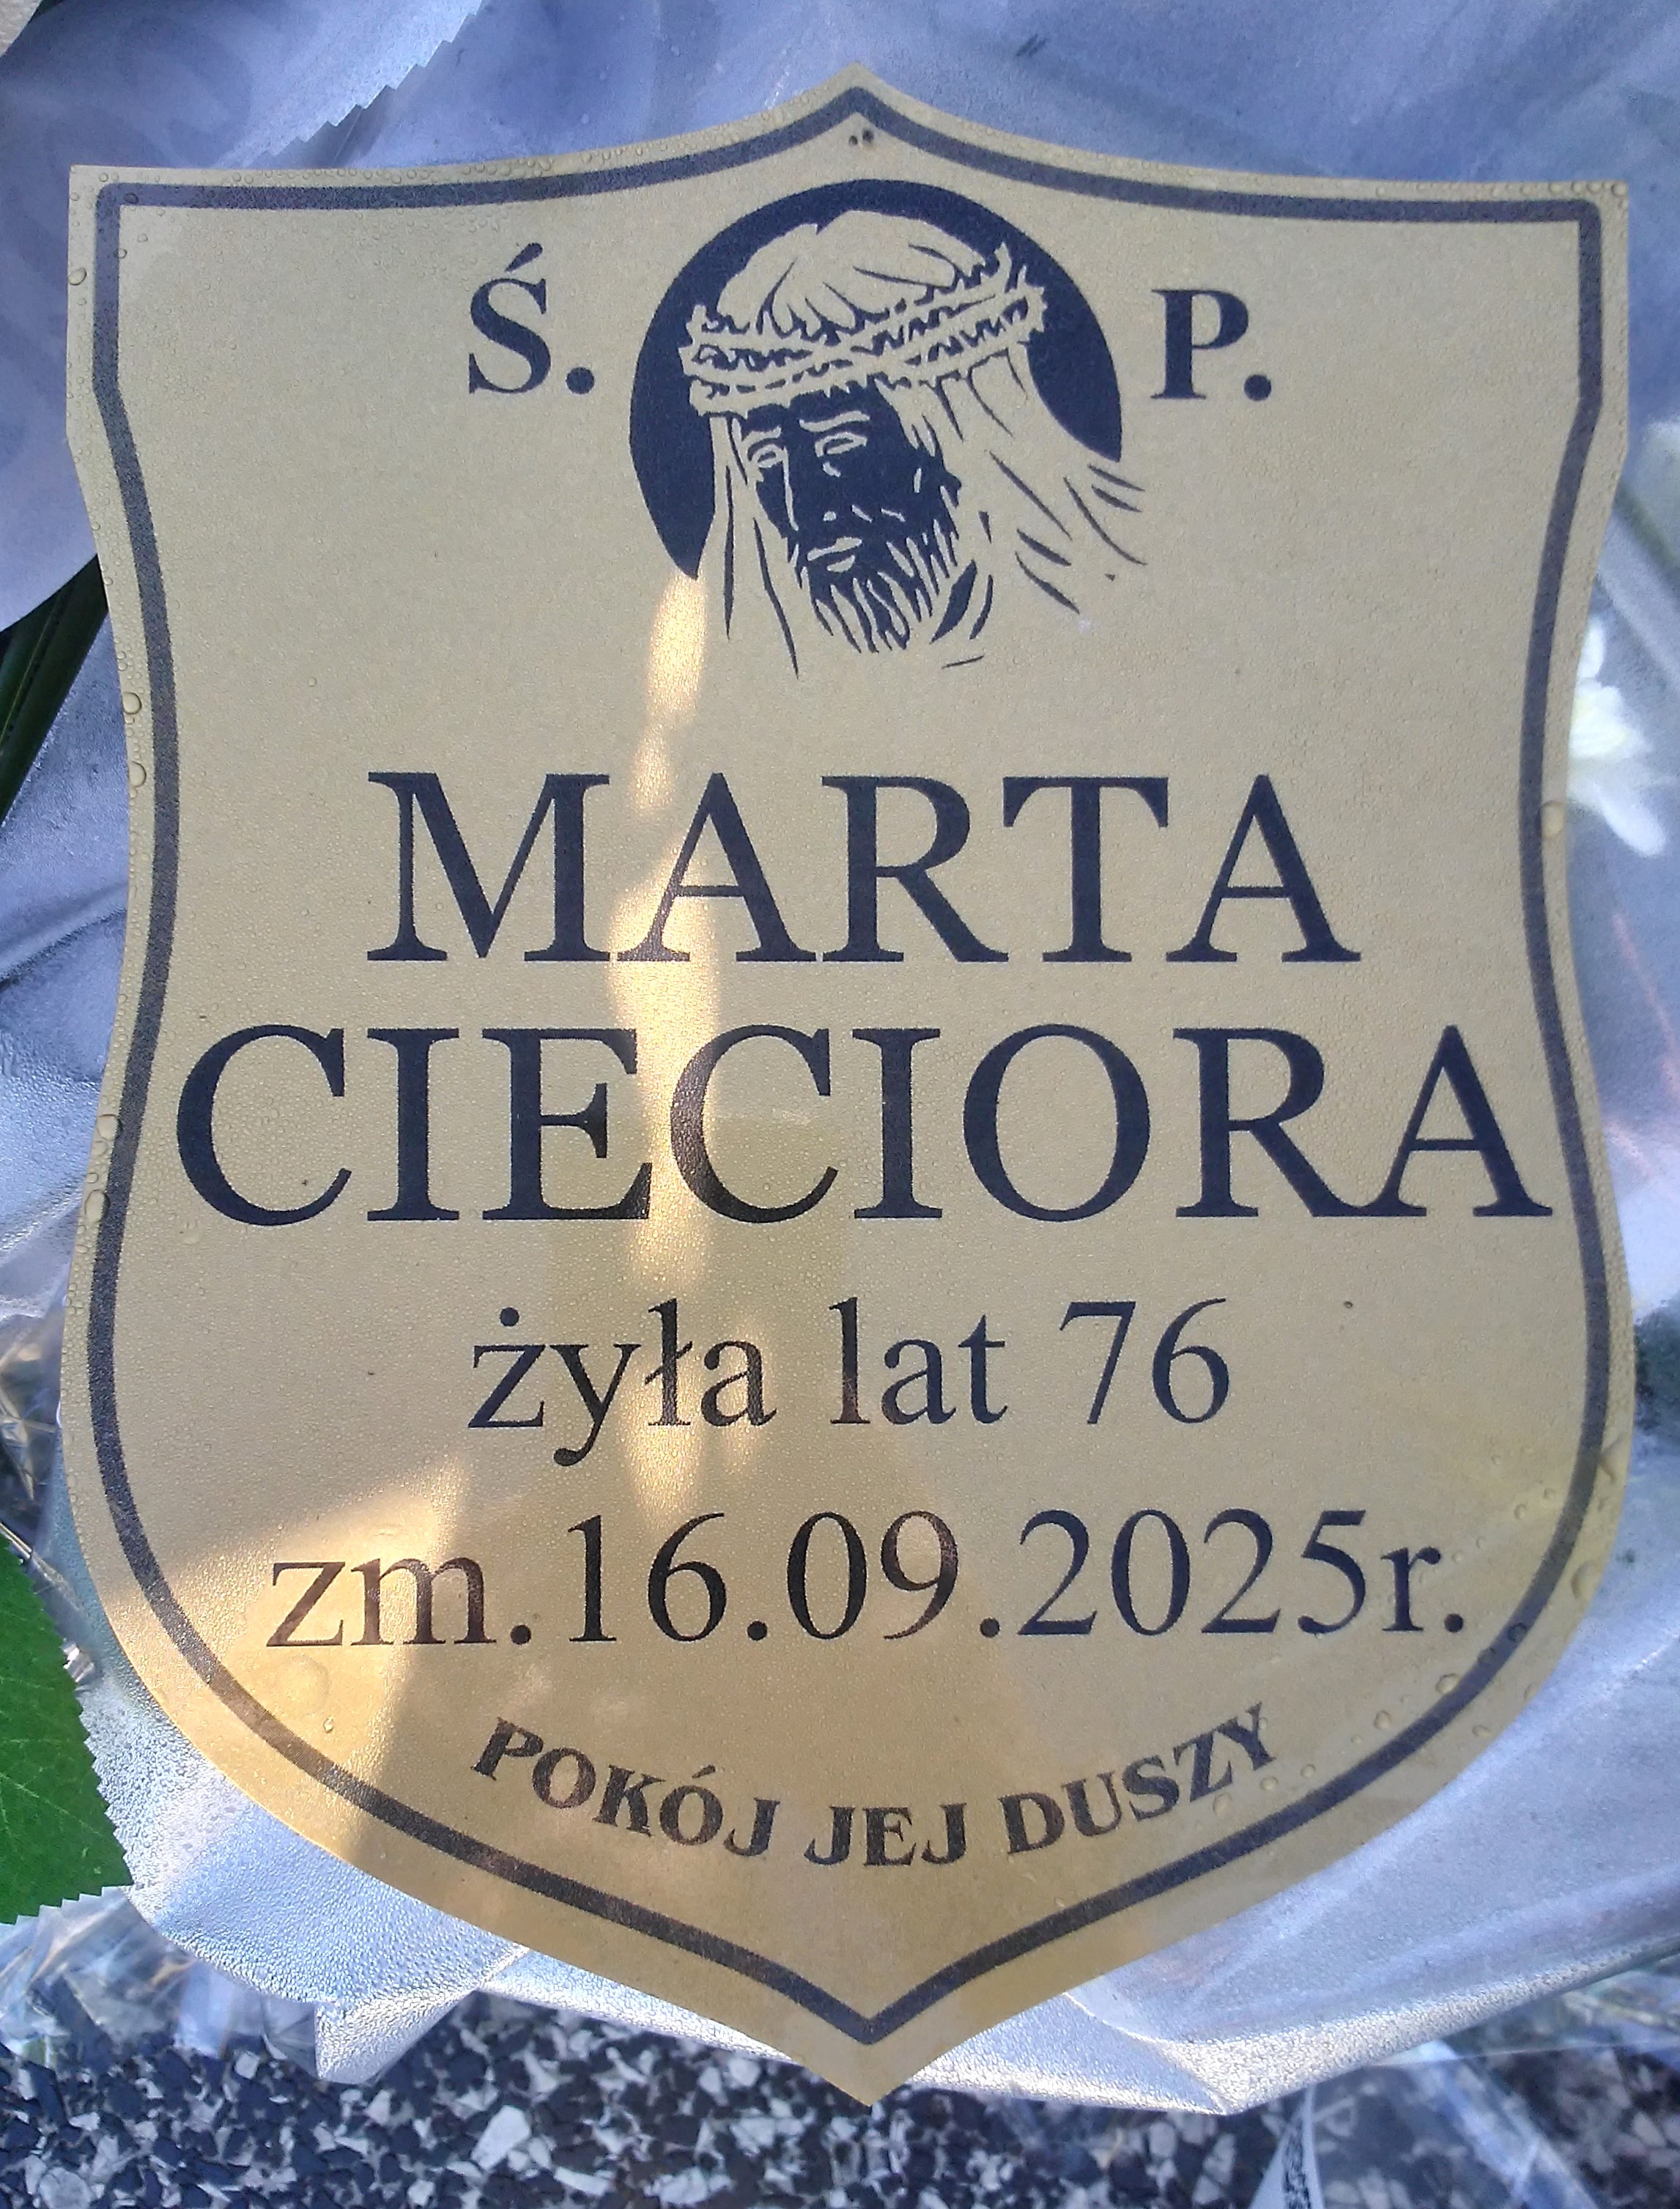 Ś. P.
MARTA
CIECIORA
żyła lat 76
zm.16.09.2025r.
POKÓJ JEJ DUSZY